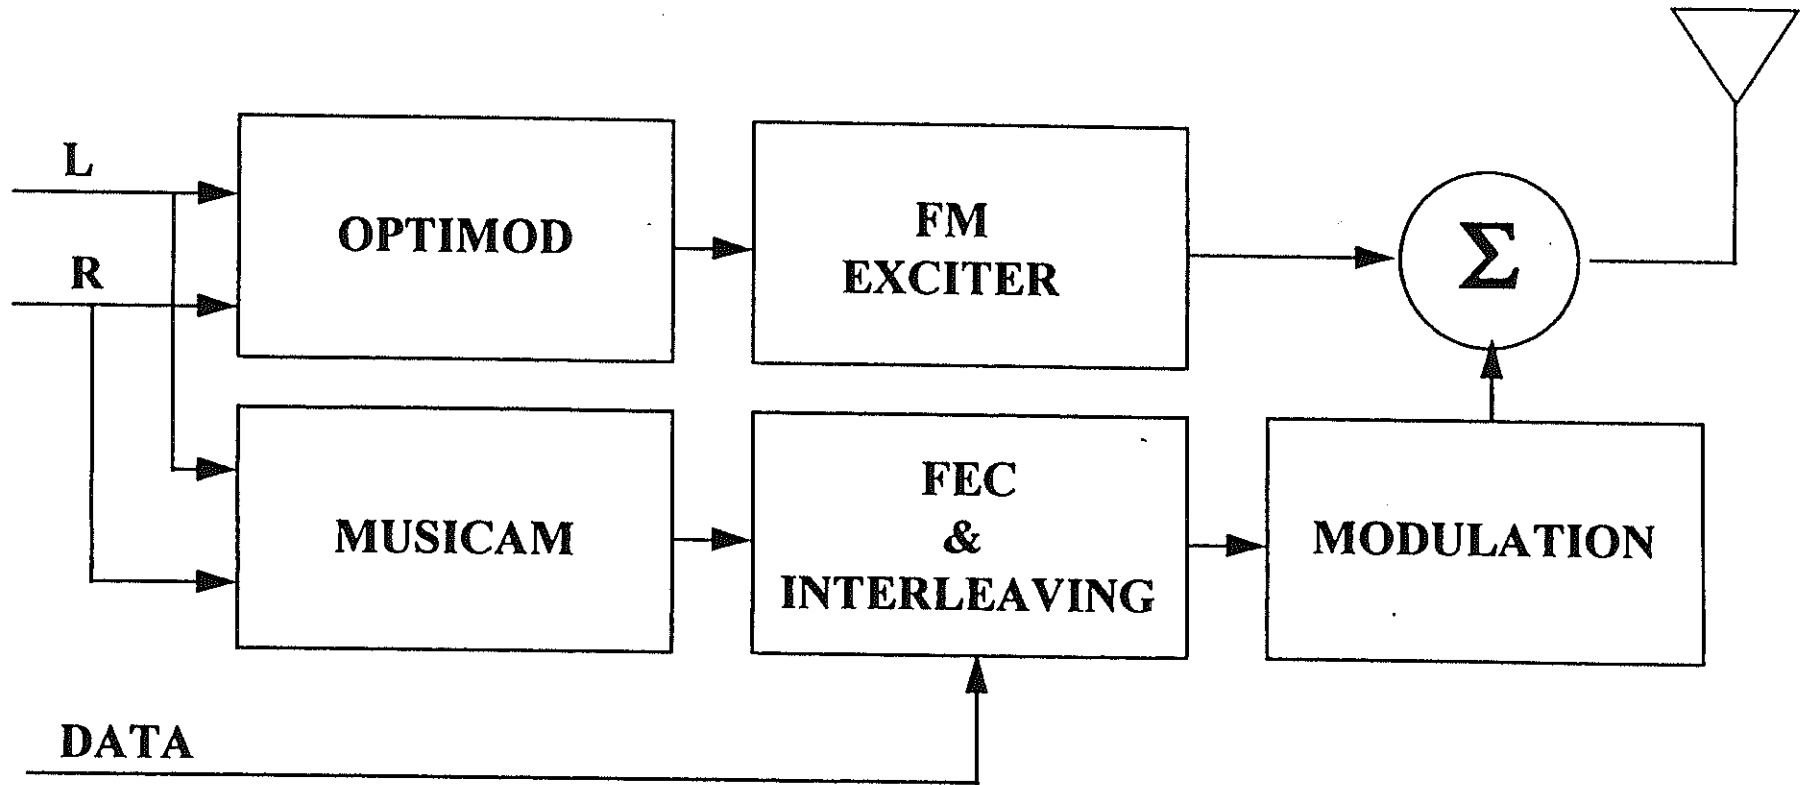 L
R
OPTIMOD
FM
EXCITER
Σ
MUSICAM
FEC
&
INTERLEAVING
MODULATION
DATA